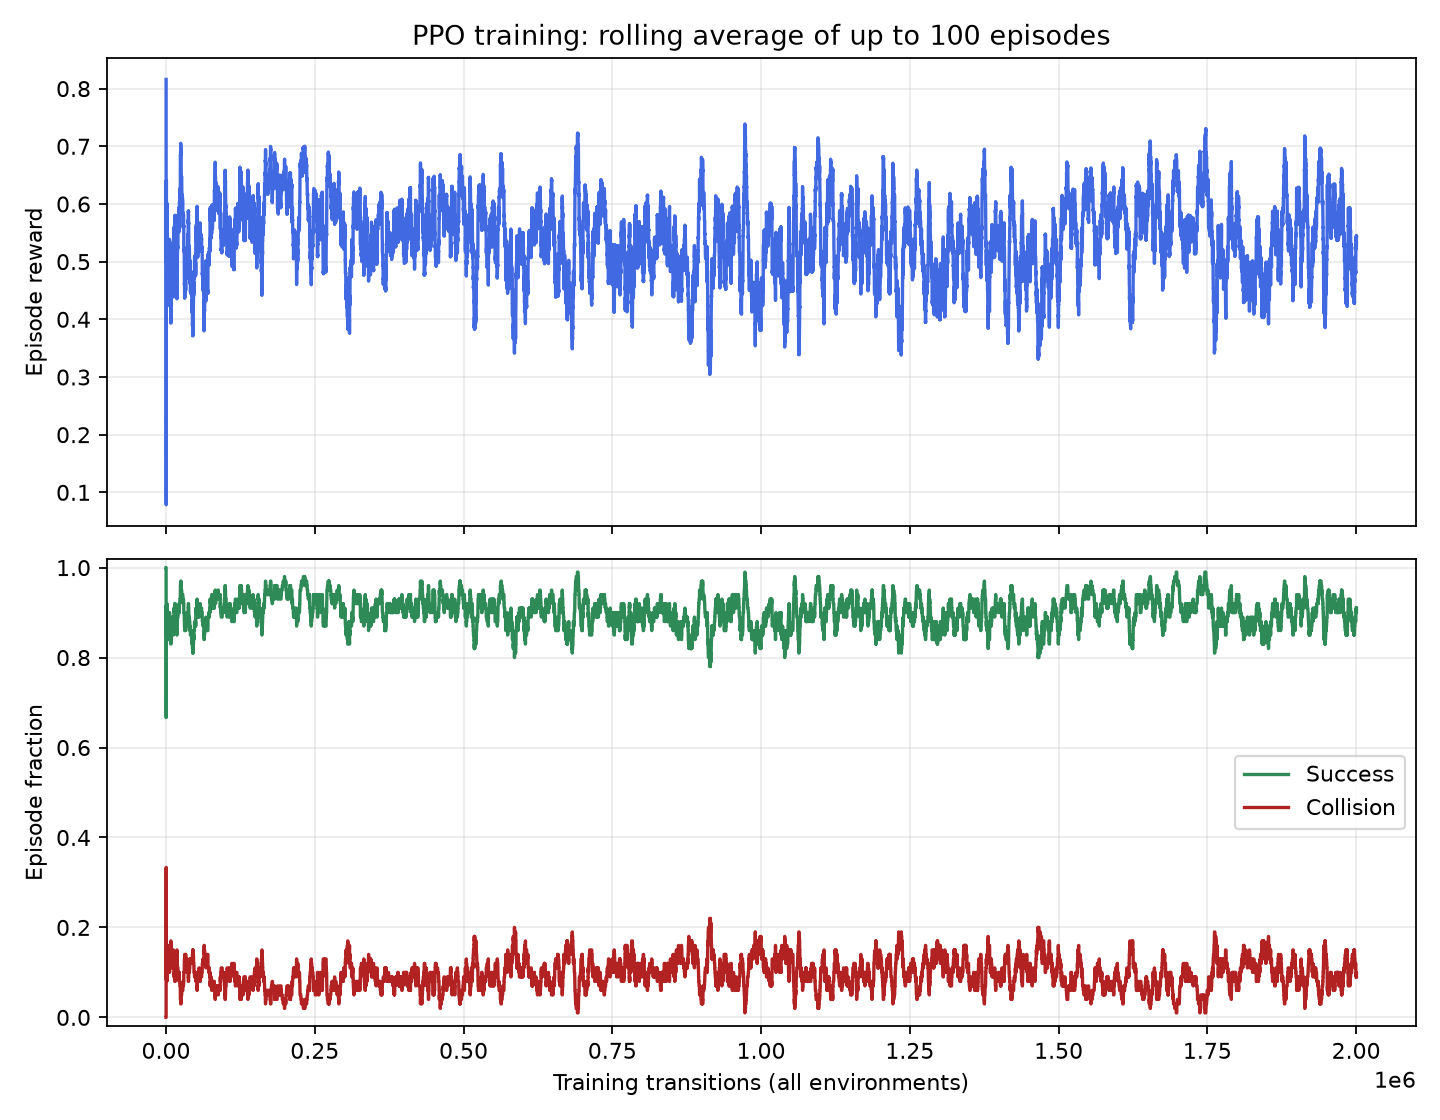 PPO training: rolling average of up to 100 episodes
0.8
0.7
0.6
0.5
0.4
0.3
0.2
0.1
Episode reward
1.0
0.8
0.6
0.4
0.2
0.0
Episode fraction
Success
Collision
0.00 0.25 0.50 0.75 1.00 1.25 1.50 1.75 2.00
1e6
Training transitions (all environments)